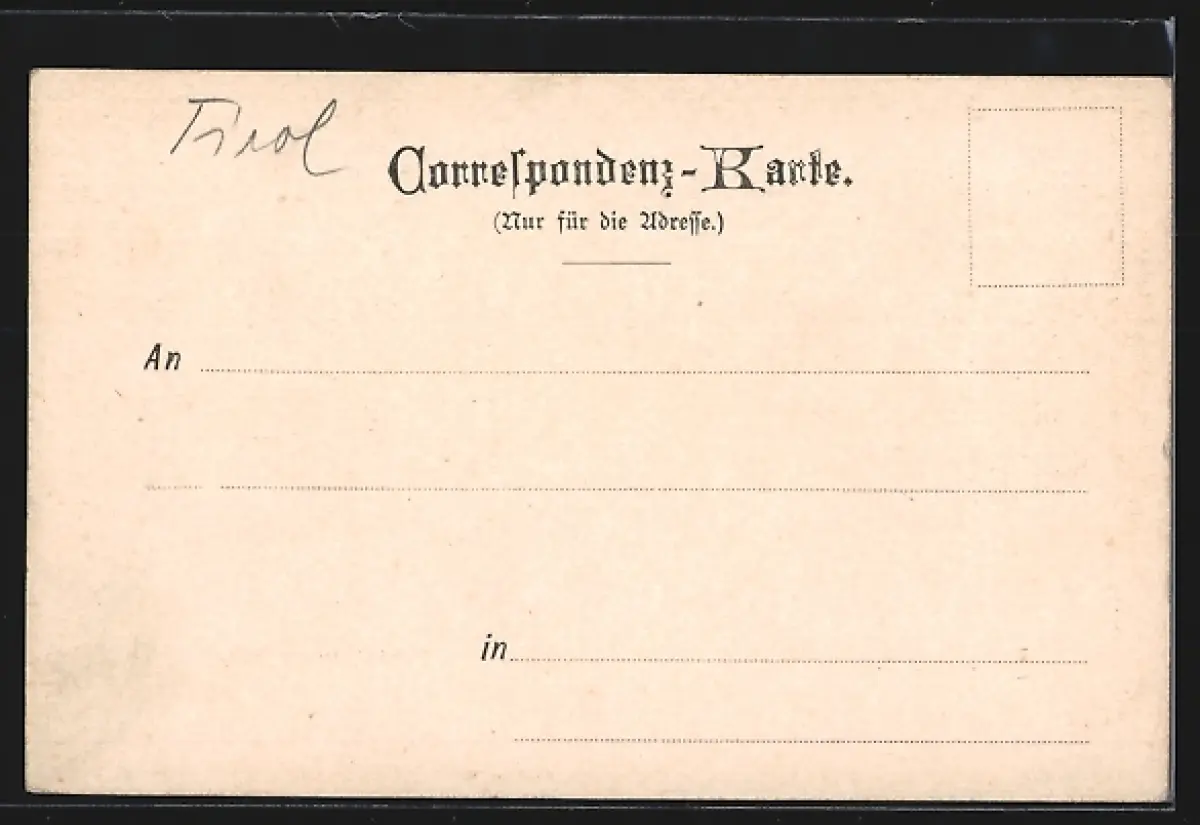 Tirol
Correspondenz-Karte.
(Nur für die Adresse.)
An
in